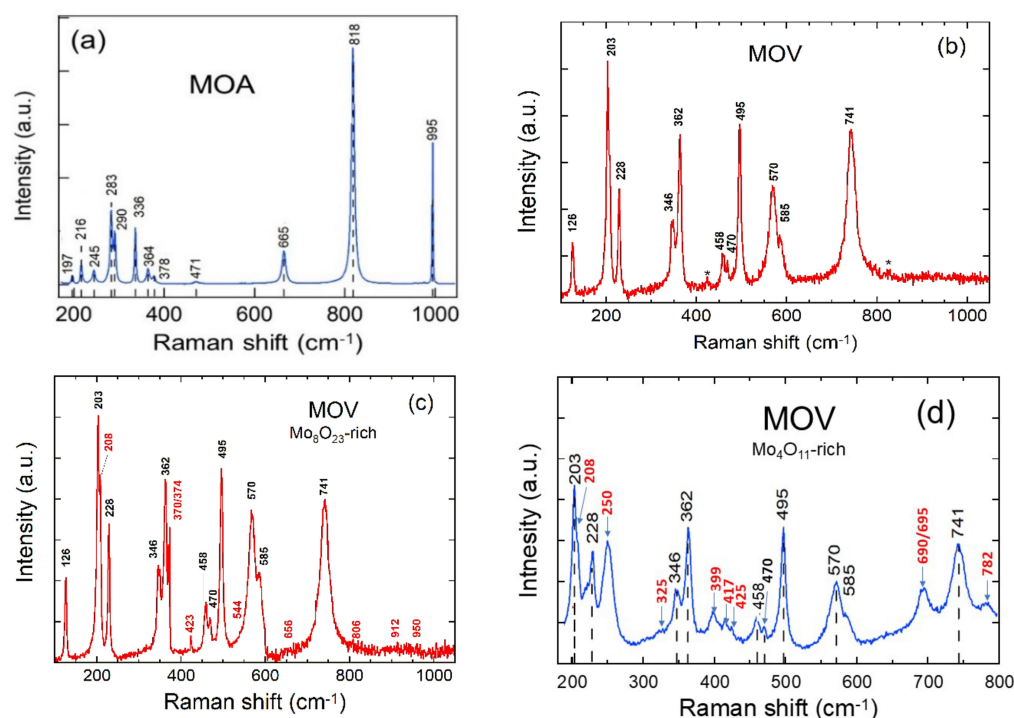 (a)
MOA
197
216
245
283
290
336
364
378
471
665
818
995
Intensity (a.u.)
200 400 600 800 1000
Raman shift (cm-1)
(b)
MOV
126
203
228
346
362
458
470
495
570
585
741
*
*
Intensity (a.u.)
200 400 600 800 1000
Raman shift (cm-1)
(c)
MOV
Mo8O23-rich
126
203
208
228
346
362
370/374
423
458
470
495
544
570
585
656
741
806
912
950
Intensity (a.u.)
200 400 600 800 1000
Raman shift (cm-1)
(d)
MOV
Mo4O11-rich
203
208
228
250
325
346
362
399
417
425
458
470
495
570
585
690/695
741
782
Intnesity (a.u.)
200 300 400 500 600 700 800
Raman shift (cm-1)